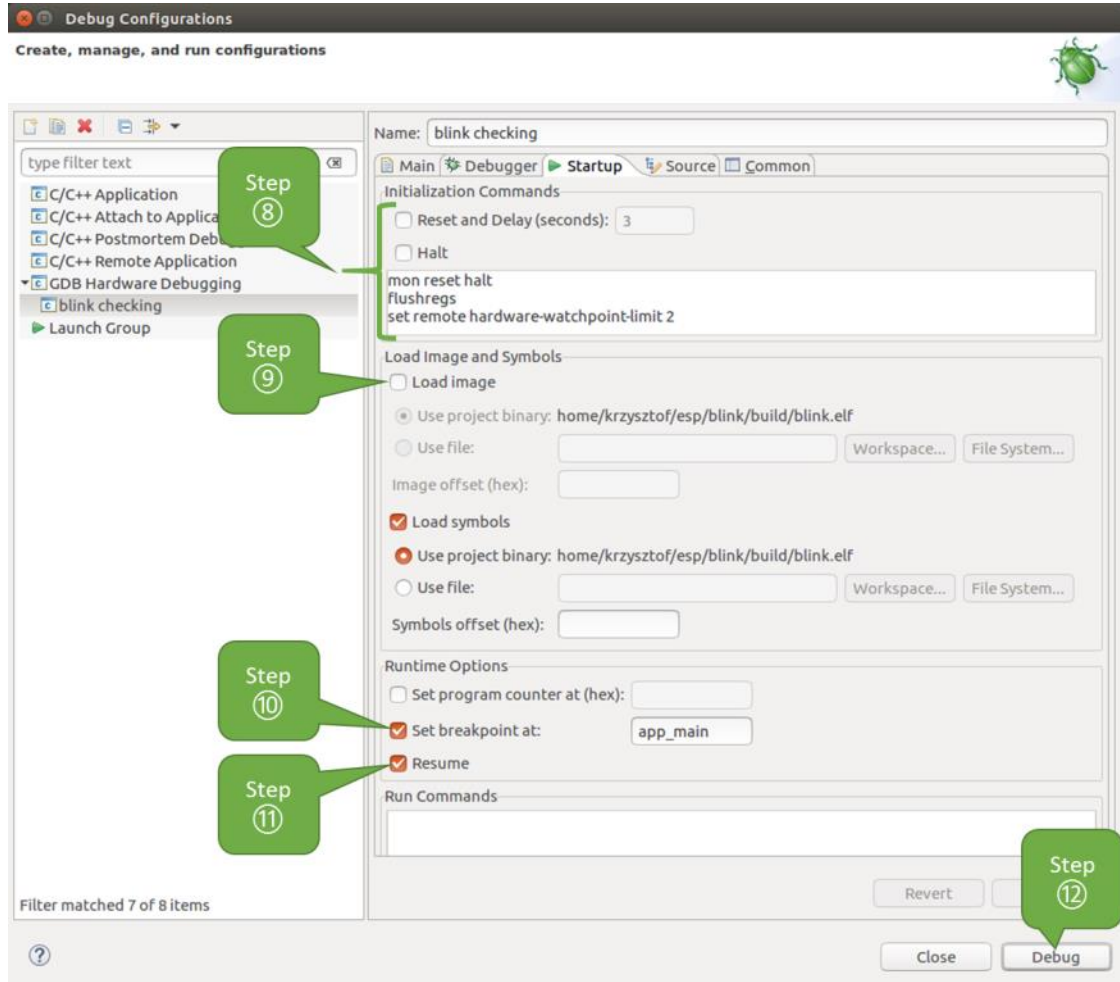 Debug Configurations
Create, manage, and run configurations
type filter text
C/C++ Application
C/C++ Attach to
C/C++ Postmortem
C/C++ Remote Application
GDB Hardware Debugging
blink checking
Launch Group
Filter matched 7 of 8 items
Name: blink checking
Main Debugger Startup Source Common
Initialization Commands
Step
⑧
Reset and Delay (seconds): 3
Halt
mon reset halt
flushregs
set remote hardware-watchpoint-limit 2
Load Image and Symbols
Step
⑨
Load image
Use project binary: home/krzysztof/esp/blink/build/blink.elf
Use file: Workspace... File System...
Image offset (hex):
Load symbols
Use project binary: home/krzysztof/esp/blink/build/blink.elf
Use file: Workspace... File System...
Symbols offset (hex):
Runtime Options
Step
⑩
Set program counter at (hex):
Set breakpoint at: app_main
Resume
Step
⑪
Run Commands
Step
⑫
Revert
Close Debug